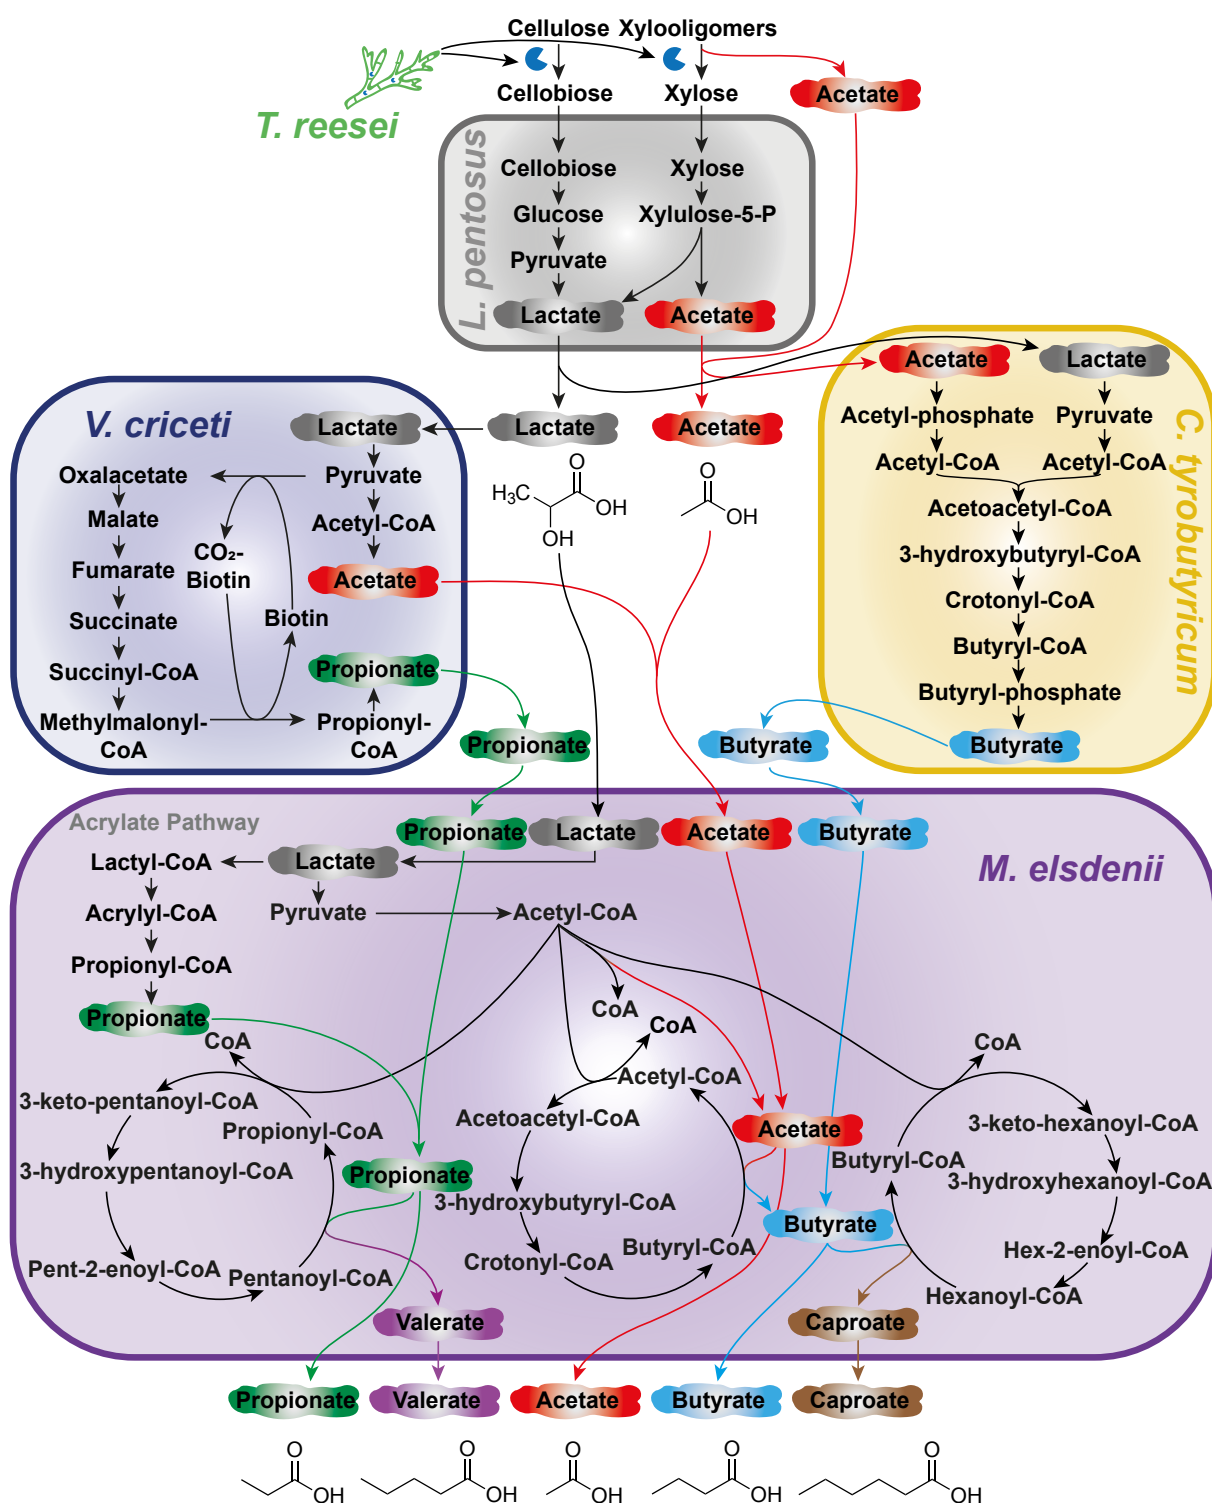 Cellulose Xylooligomers
T. reesei
Cellobiose
Xylose
Acetate
L. pentosus
Cellobiose
Xylose
Glucose
Xylulose-5-P
Pyruvate
Lactate
Acetate
Lactate
Acetate
H₃C
O
OH
OH
O
OH
V. criceti
Lactate
Oxalacetate
Pyruvate
Malate
Acetyl-CoA
CO₂-
Biotin
Fumarate
Acetate
Succinate
Biotin
Succinyl-CoA
Propionate
Methylmalonyl-
CoA
Propionyl-
CoA
C. tyrobutyricum
Acetate
Lactate
Acetyl-phosphate
Pyruvate
Acetyl-CoA
Acetyl-CoA
Acetoacetyl-CoA
3-hydroxybutyryl-CoA
Crotonyl-CoA
Butyryl-CoA
Butyryl-phosphate
Butyrate
Propionate
Butyrate
M. elsdenii
Acrylate Pathway
Propionate
Lactate
Acetate
Butyrate
Lactyl-CoA
Lactate
Acrylyl-CoA
Pyruvate
Acetyl-CoA
Propionyl-CoA
Propionate
CoA
3-keto-pentanoyl-CoA
Propionyl-CoA
3-hydroxypentanoyl-CoA
Propionate
Pent-2-enoyl-CoA
Pentanoyl-CoA
Valerate
CoA
CoA
Acetyl-CoA
Acetoacetyl-CoA
3-hydroxybutyryl-CoA
Crotonyl-CoA
Butyryl-CoA
Acetate
Butyrate
CoA
3-keto-hexanoyl-CoA
Butyryl-CoA
3-hydroxyhexanoyl-CoA
Hex-2-enoyl-CoA
Hexanoyl-CoA
Caproate
Propionate
Valerate
Acetate
Butyrate
Caproate
O
OH
O
OH
O
OH
O
OH
O
OH